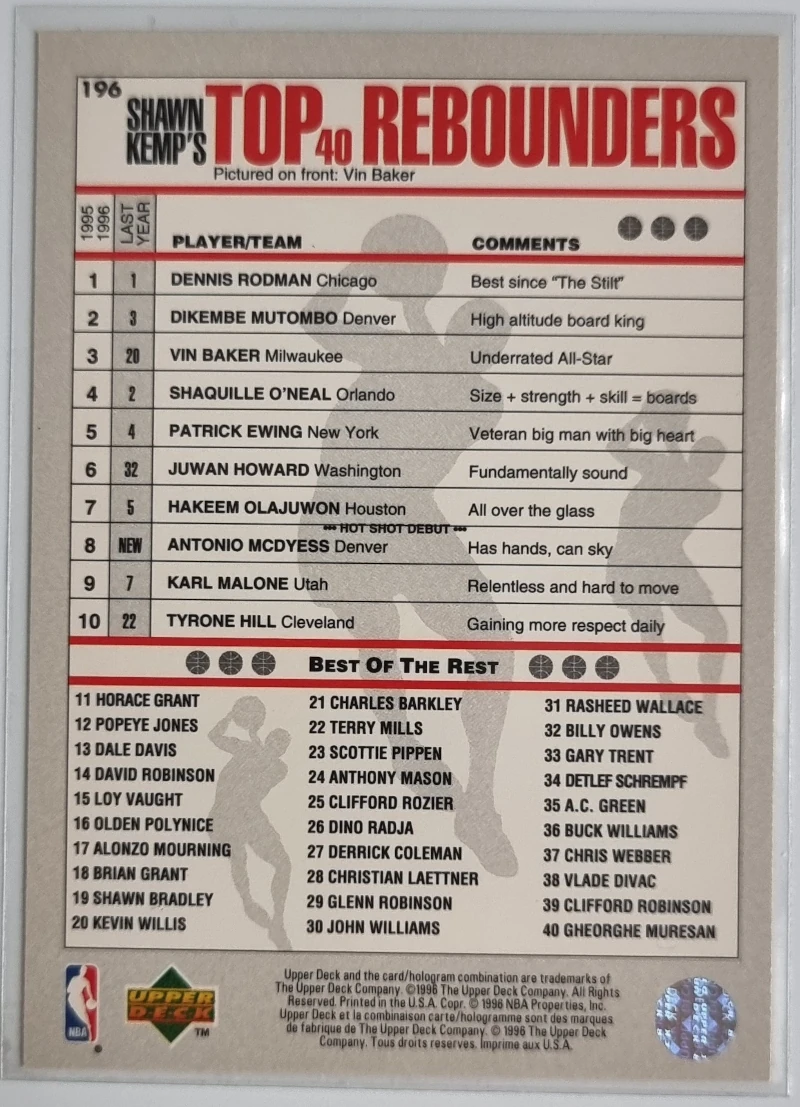 196
SHAWN KEMP'S TOP 40 REBOUNDERS
Pictured on front: Vin Baker
1995 1996 LAST YEAR PLAYER/TEAM COMMENTS
1 1 DENNIS RODMAN Chicago Best since "The Stilt"
2 3 DIKEMBE MUTOMBO Denver High altitude board king
3 20 VIN BAKER Milwaukee Underrated All-Star
4 2 SHAQUILLE O'NEAL Orlando Size + strength + skill = boards
5 4 PATRICK EWING New York Veteran big man with big heart
6 32 JUWAN HOWARD Washington Fundamentally sound
7 5 HAKEEM OLAJUWON Houston All over the glass
••• HOT SHOT DEBUT •••
8 NEW ANTONIO MCDYESS Denver Has hands, can sky
9 7 KARL MALONE Utah Relentless and hard to move
10 22 TYRONE HILL Cleveland Gaining more respect daily
BEST OF THE REST
11 HORACE GRANT
12 POPEYE JONES
13 DALE DAVIS
14 DAVID ROBINSON
15 LOY VAUGHT
16 OLDEN POLYNICE
17 ALONZO MOURNING
18 BRIAN GRANT
19 SHAWN BRADLEY
20 KEVIN WILLIS
21 CHARLES BARKLEY
22 TERRY MILLS
23 SCOTTIE PIPPEN
24 ANTHONY MASON
25 CLIFFORD ROZIER
26 DINO RADJA
27 DERRICK COLEMAN
28 CHRISTIAN LAETTNER
29 GLENN ROBINSON
30 JOHN WILLIAMS
31 RASHEED WALLACE
32 BILLY OWENS
33 GARY TRENT
34 DETLEF SCHREMPF
35 A.C. GREEN
36 BUCK WILLIAMS
37 CHRIS WEBBER
38 VLADE DIVAC
39 CLIFFORD ROBINSON
40 GHEORGHE MURESAN
NBA
UPPER
DECK
TM
Upper Deck and the card/hologram combination are trademarks of
The Upper Deck Company. ©1996 The Upper Deck Company. All Rights
Reserved. Printed in the U.S.A. Copr. © 1996 NBA Properties, Inc.
Upper Deck et la combinaison carte/hologramme sont des marques
de fabrique de The Upper Deck Company. © 1996 The Upper Deck
Company. Tous droits reserves. Imprime aux U.S.A.